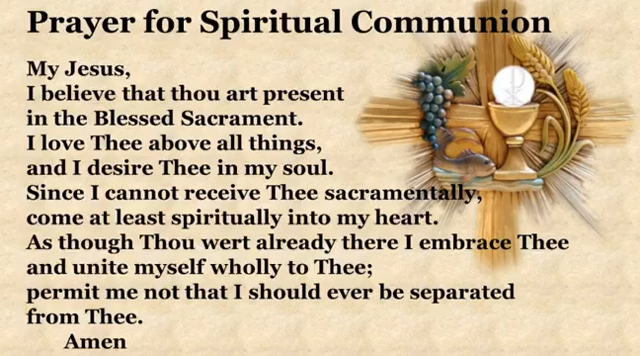 Prayer for Spiritual Communion
My Jesus,
I believe that thou art present
in the Blessed Sacrament.
I love Thee above all things,
and I desire Thee in my soul.
Since I cannot receive Thee sacramentally,
come at least spiritually into my heart.
As though Thou wert already there I embrace Thee
and unite myself wholly to Thee;
permit me not that I should ever be separated
from Thee.
Amen